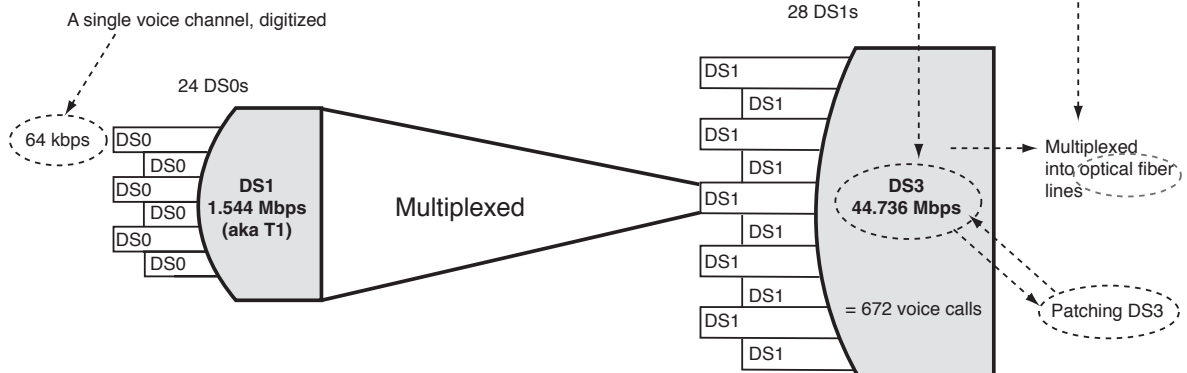 A single voice channel, digitized
28 DS1s
24 DS0s
64 kbps
DS0
DS0
DS0
DS0
DS0
DS0
DS1
1.544 Mbps
(aka T1)
Multiplexed
DS1
DS1
DS1
DS1
DS1
DS1
DS1
DS1
DS1
DS1
DS3
44.736 Mbps
= 672 voice calls
Multiplexed
into optical fiber
lines
Patching DS3